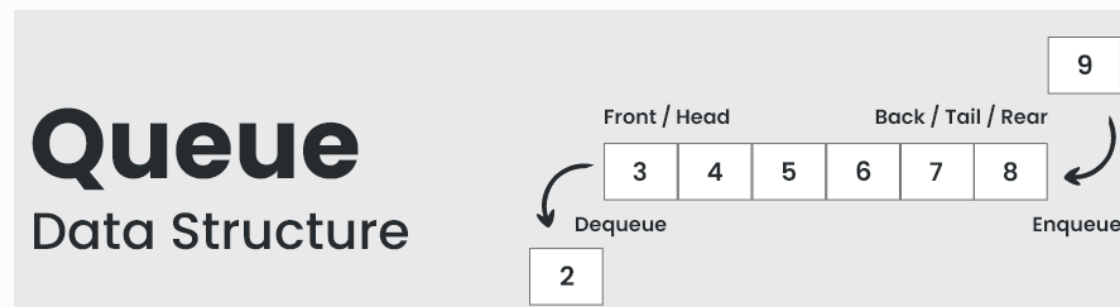 Queue
Data Structure
9
Front / Head
Back / Tail / Rear
3 4 5 6 7 8
Dequeue
Enqueue
2